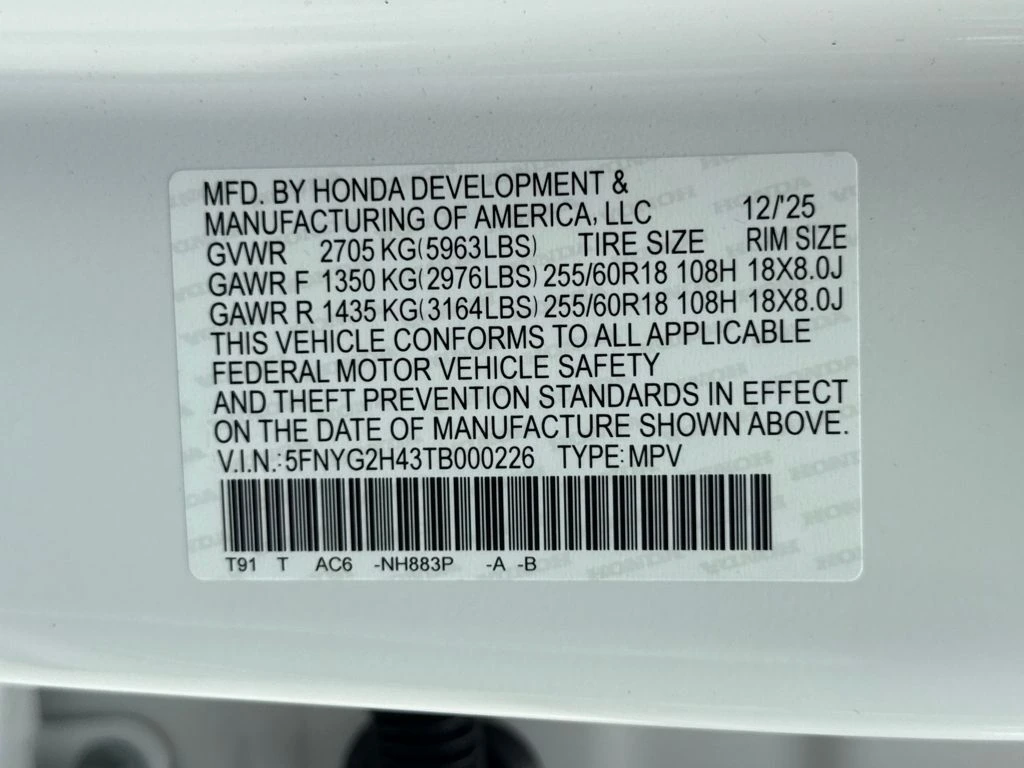 MFD. BY HONDA DEVELOPMENT &
MANUFACTURING OF AMERICA, LLC 12/'25
GVWR 2705 KG(5963LBS) TIRE SIZE RIM SIZE
GAWR F 1350 KG(2976LBS) 255/60R18 108H 18X8.0J
GAWR R 1435 KG(3164LBS) 255/60R18 108H 18X8.0J
THIS VEHICLE CONFORMS TO ALL APPLICABLE
FEDERAL MOTOR VEHICLE SAFETY
AND THEFT PREVENTION STANDARDS IN EFFECT
ON THE DATE OF MANUFACTURE SHOWN ABOVE.
V.I.N.:5FNYG2H43TB000226 TYPE:MPV
T91 T AC6 -NH883P -A -B